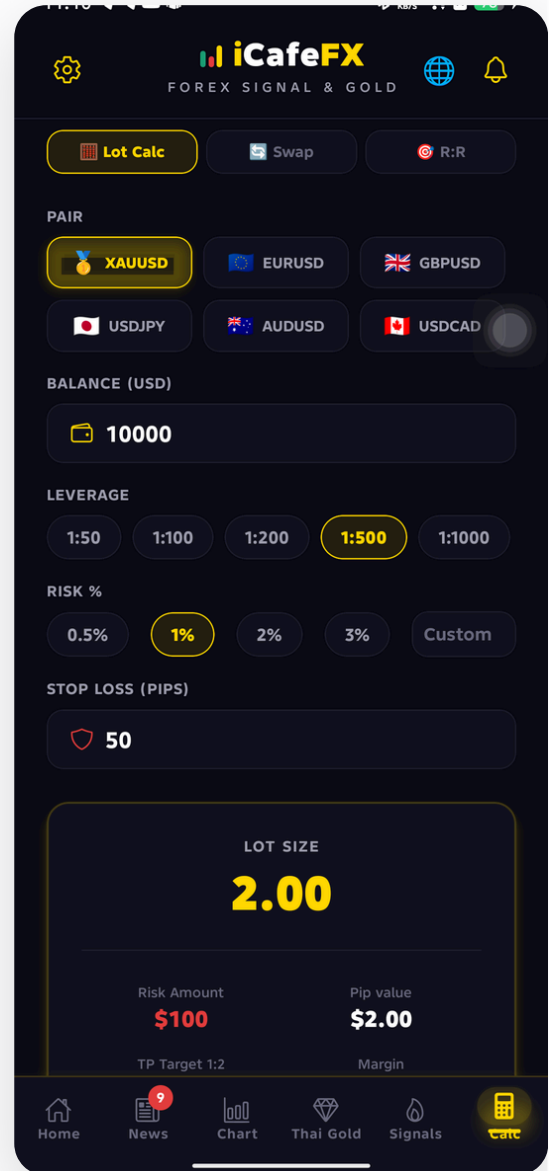 iCafeFX
FOREX SIGNAL & GOLD
Lot Calc Swap R:R
PAIR
XAUUSD EURUSD GBPUSD
USDJPY AUDUSD USDCAD
BALANCE (USD)
10000
LEVERAGE
1:50 1:100 1:200 1:500 1:1000
RISK %
0.5% 1% 2% 3% Custom
STOP LOSS (PIPS)
50
LOT SIZE
2.00
Risk Amount Pip value
$100 $2.00
TP Target 1:2 Margin
9
Home News Chart Thai Gold Signals Calc